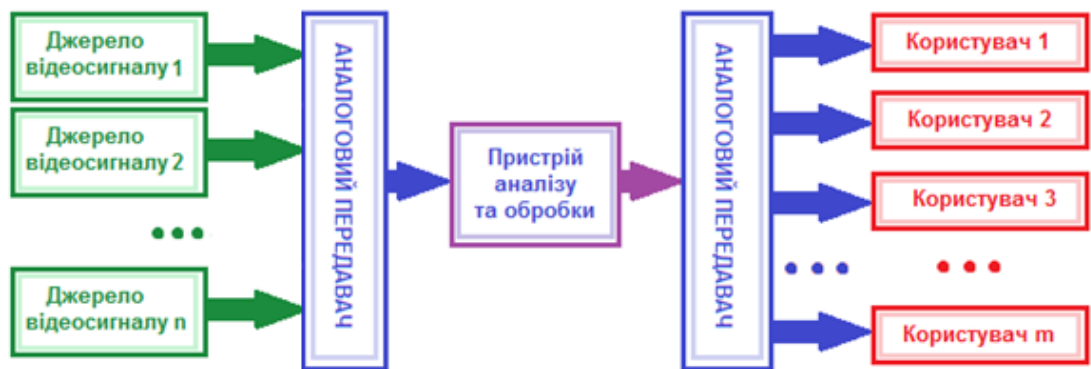 Джерело
відеосигналу 1
Джерело
відеосигналу 2
Джерело
відеосигналу n
АНАЛОГОВИЙ ПЕРЕДАВАЧ
Пристрій
аналізу
та обробки
АНАЛОГОВИЙ ПЕРЕДАВАЧ
Користувач 1
Користувач 2
Користувач 3
Користувач m